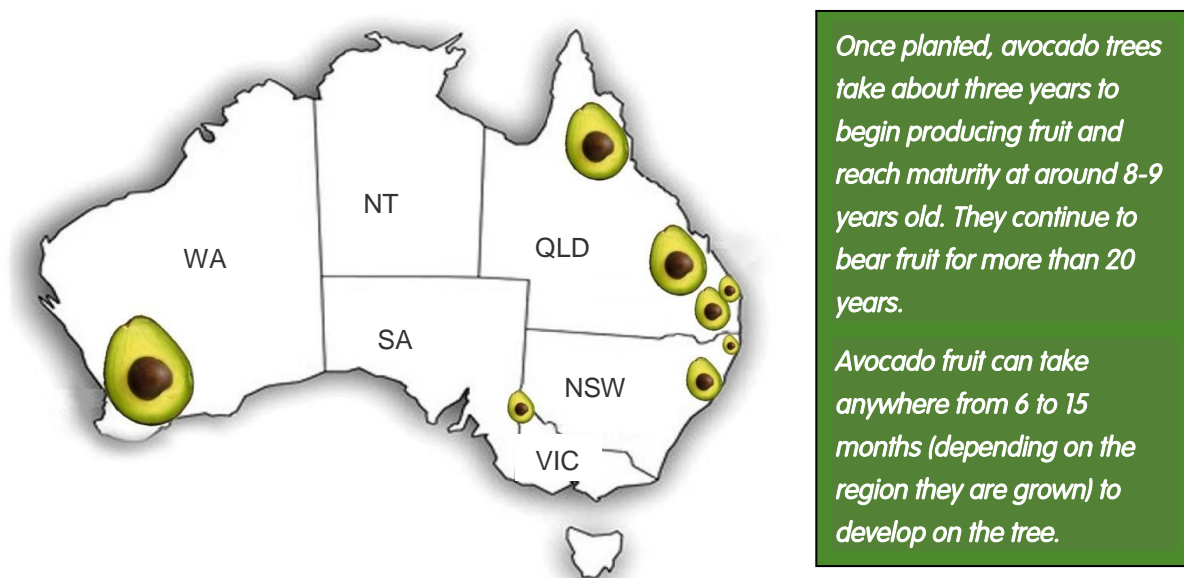 NT
WA
QLD
SA
NSW
VIC
Once planted, avocado trees
take about three years to
begin producing fruit and
reach maturity at around 8-9
years old. They continue to
bear fruit for more than 20
years.
Avocado fruit can take
anywhere from 6 to 15
months (depending on the
region they are grown) to
develop on the tree.